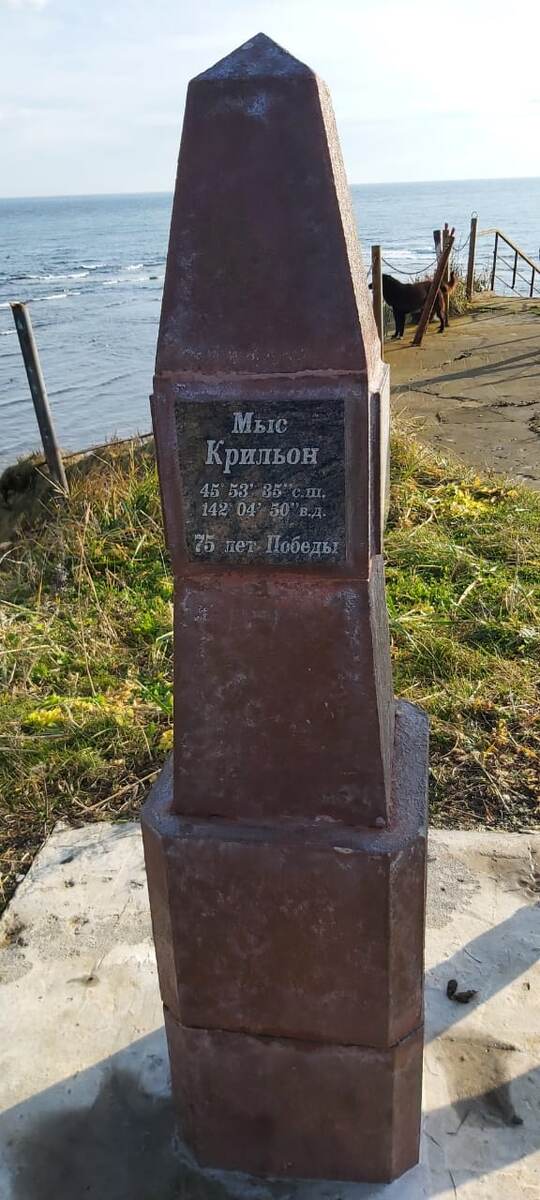 Мыс
Крильон
45 53' 35"с.ш.
142 04' 50"в.д.
75 лет Победы